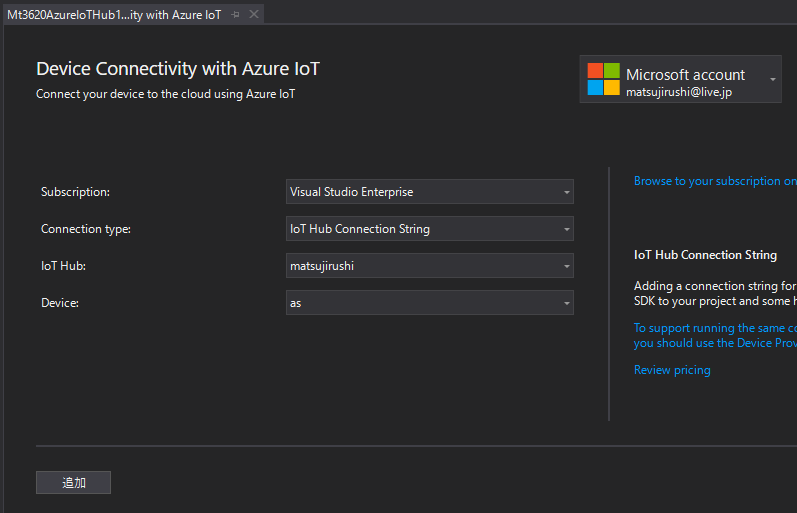 Mt3620AzureIoTHub1...ity with Azure IoT
Device Connectivity with Azure IoT
Connect your device to the cloud using Azure IoT
Microsoft account
matsujirushi@live.jp
Subscription:
Visual Studio Enterprise
Connection type:
IoT Hub Connection String
IoT Hub:
matsujirushi
Device:
as
Browse to your subscription on
IoT Hub Connection String
Adding a connection string for
SDK to your project and some
To support running the same
you should use the Device
Review pricing
追加